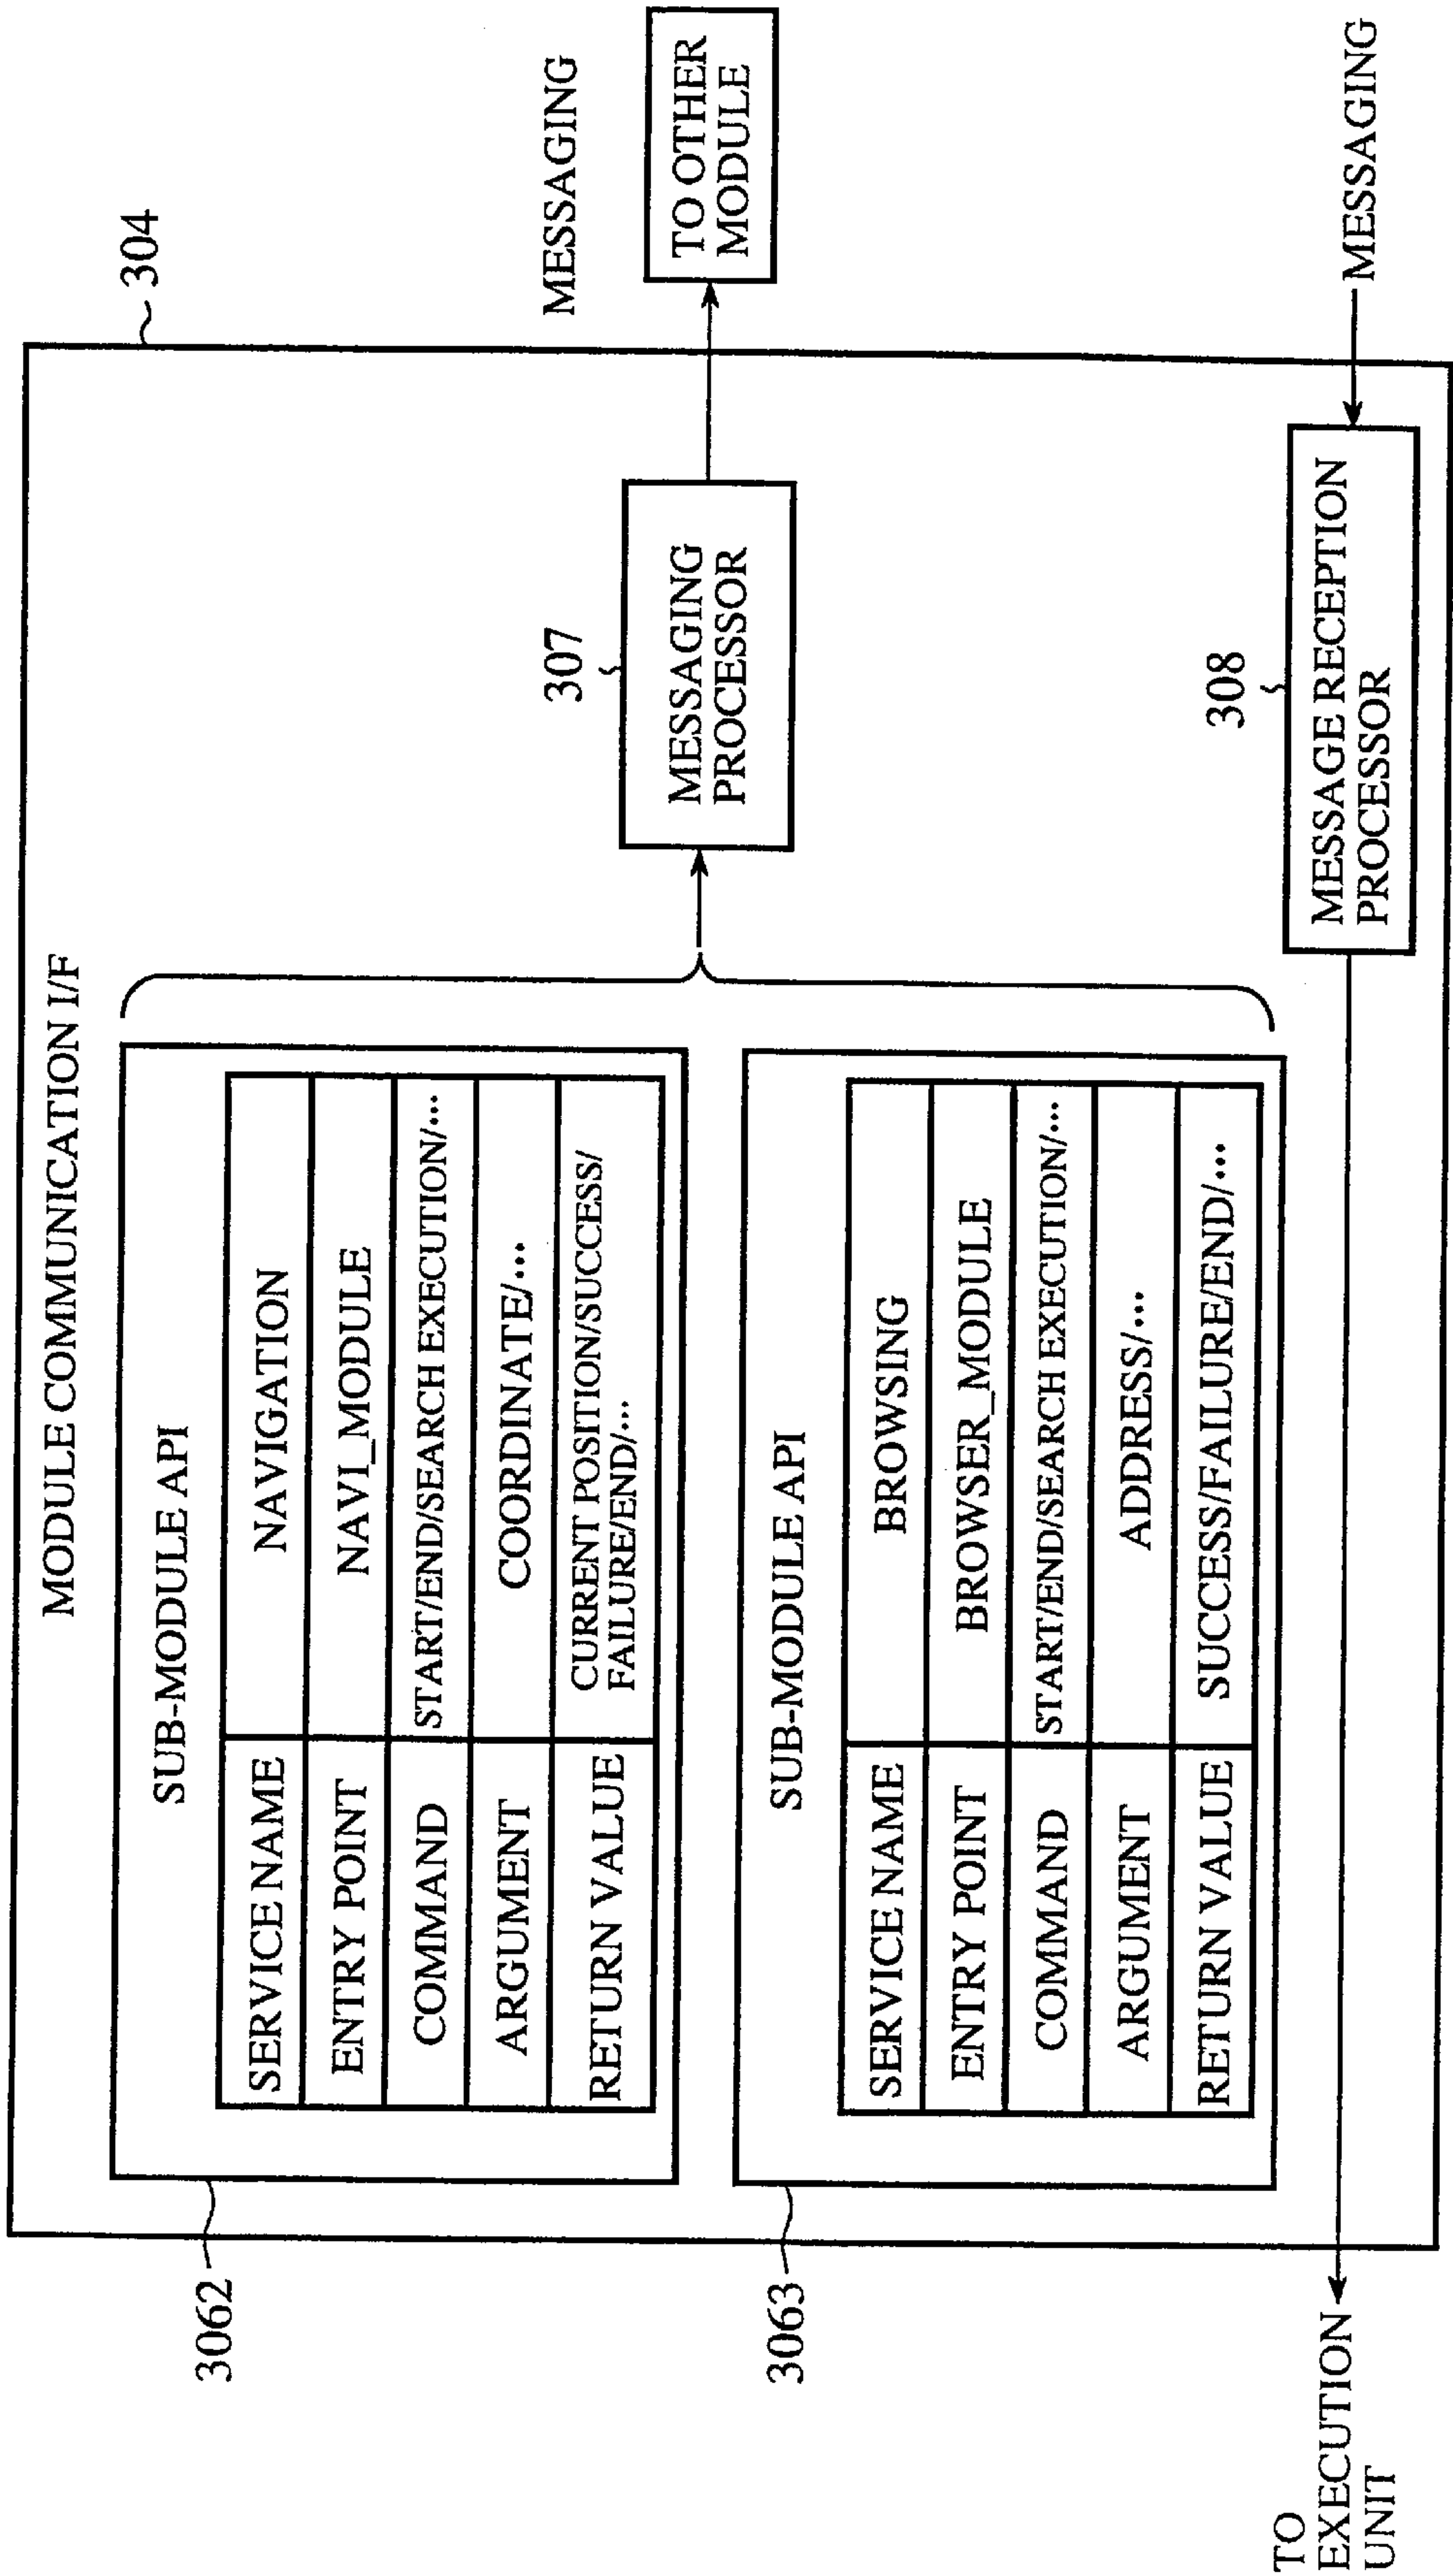 MODULE COMMUNICATION I/F
304
3062
SUB-MODULE API
SERVICE NAME NAVIGATION
ENTRY POINT NAVI_MODULE
COMMAND START/END/SEARCH EXECUTION/...
ARGUMENT COORDINATE/...
RETURN VALUE CURRENT POSITION/SUCCESS/
FAILURE/END/...
3063
SUB-MODULE API
SERVICE NAME BROWSING
ENTRY POINT BROWSER_MODULE
COMMAND START/END/SEARCH EXECUTION/...
ARGUMENT ADDRESS/...
RETURN VALUE SUCCESS/FAILURE/END/...
307
MESSAGING
PROCESSOR
MESSAGING
TO OTHER
MODULE
308
MESSAGE RECEPTION
PROCESSOR
MESSAGING
TO
EXECUTION
UNIT